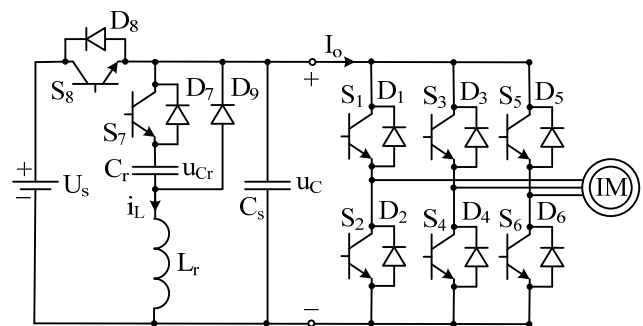 D8
S8
Io
+
D7
D9
S7
S1
D1
S3
D3
S5
D5
Cr
uCr
+
−
Us
uC
Cs
iL
IM
S2
D2
S4
D4
S6
D6
Lr
−